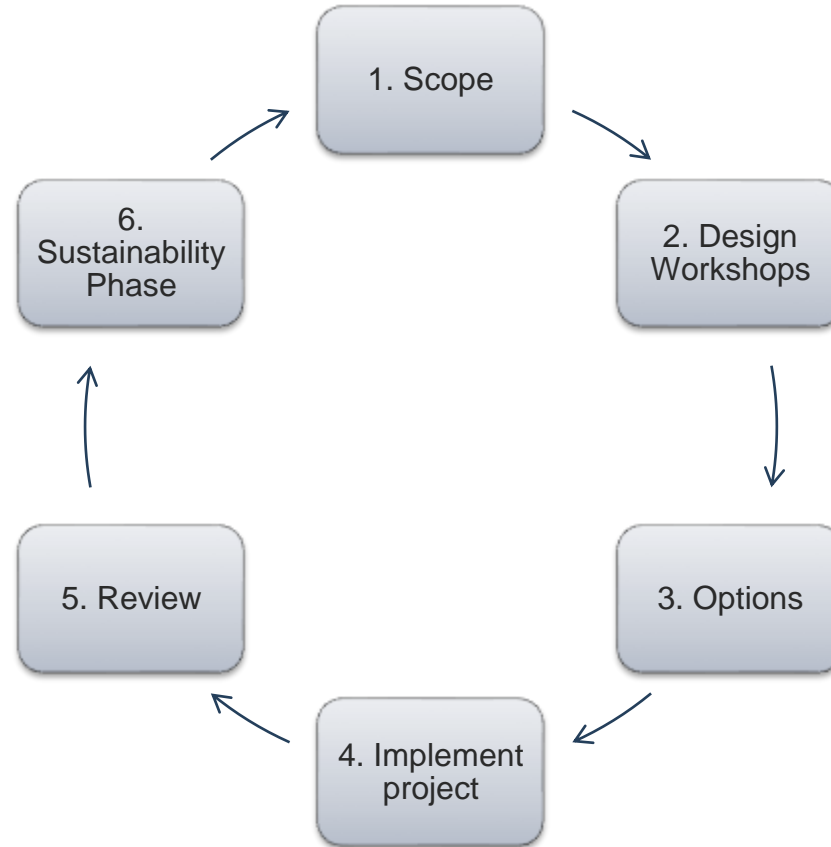 1. Scope
2. Design
Workshops
3. Options
4. Implement
project
5. Review
6.
Sustainability
Phase